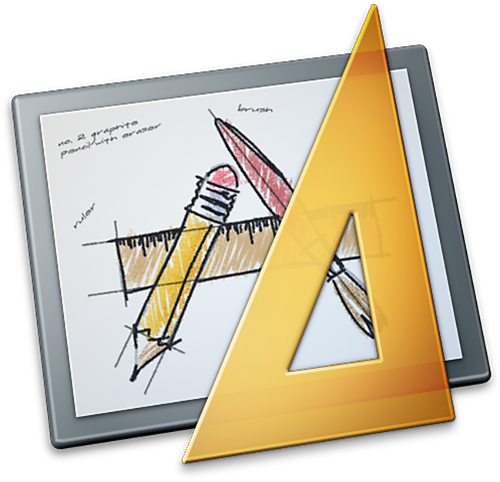 brush
no. 2 graphite
pencil with eraser
ruler